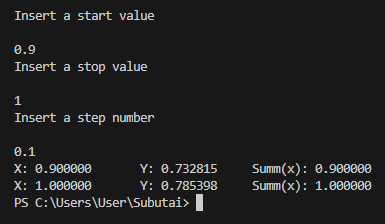 Insert a start value
0.9
Insert a stop value
1
Insert a step number
0.1
X: 0.900000 Y: 0.732815 Summ(x): 0.900000
X: 1.000000 Y: 0.785398 Summ(x): 1.000000
PS C:\Users\User\Subutai>